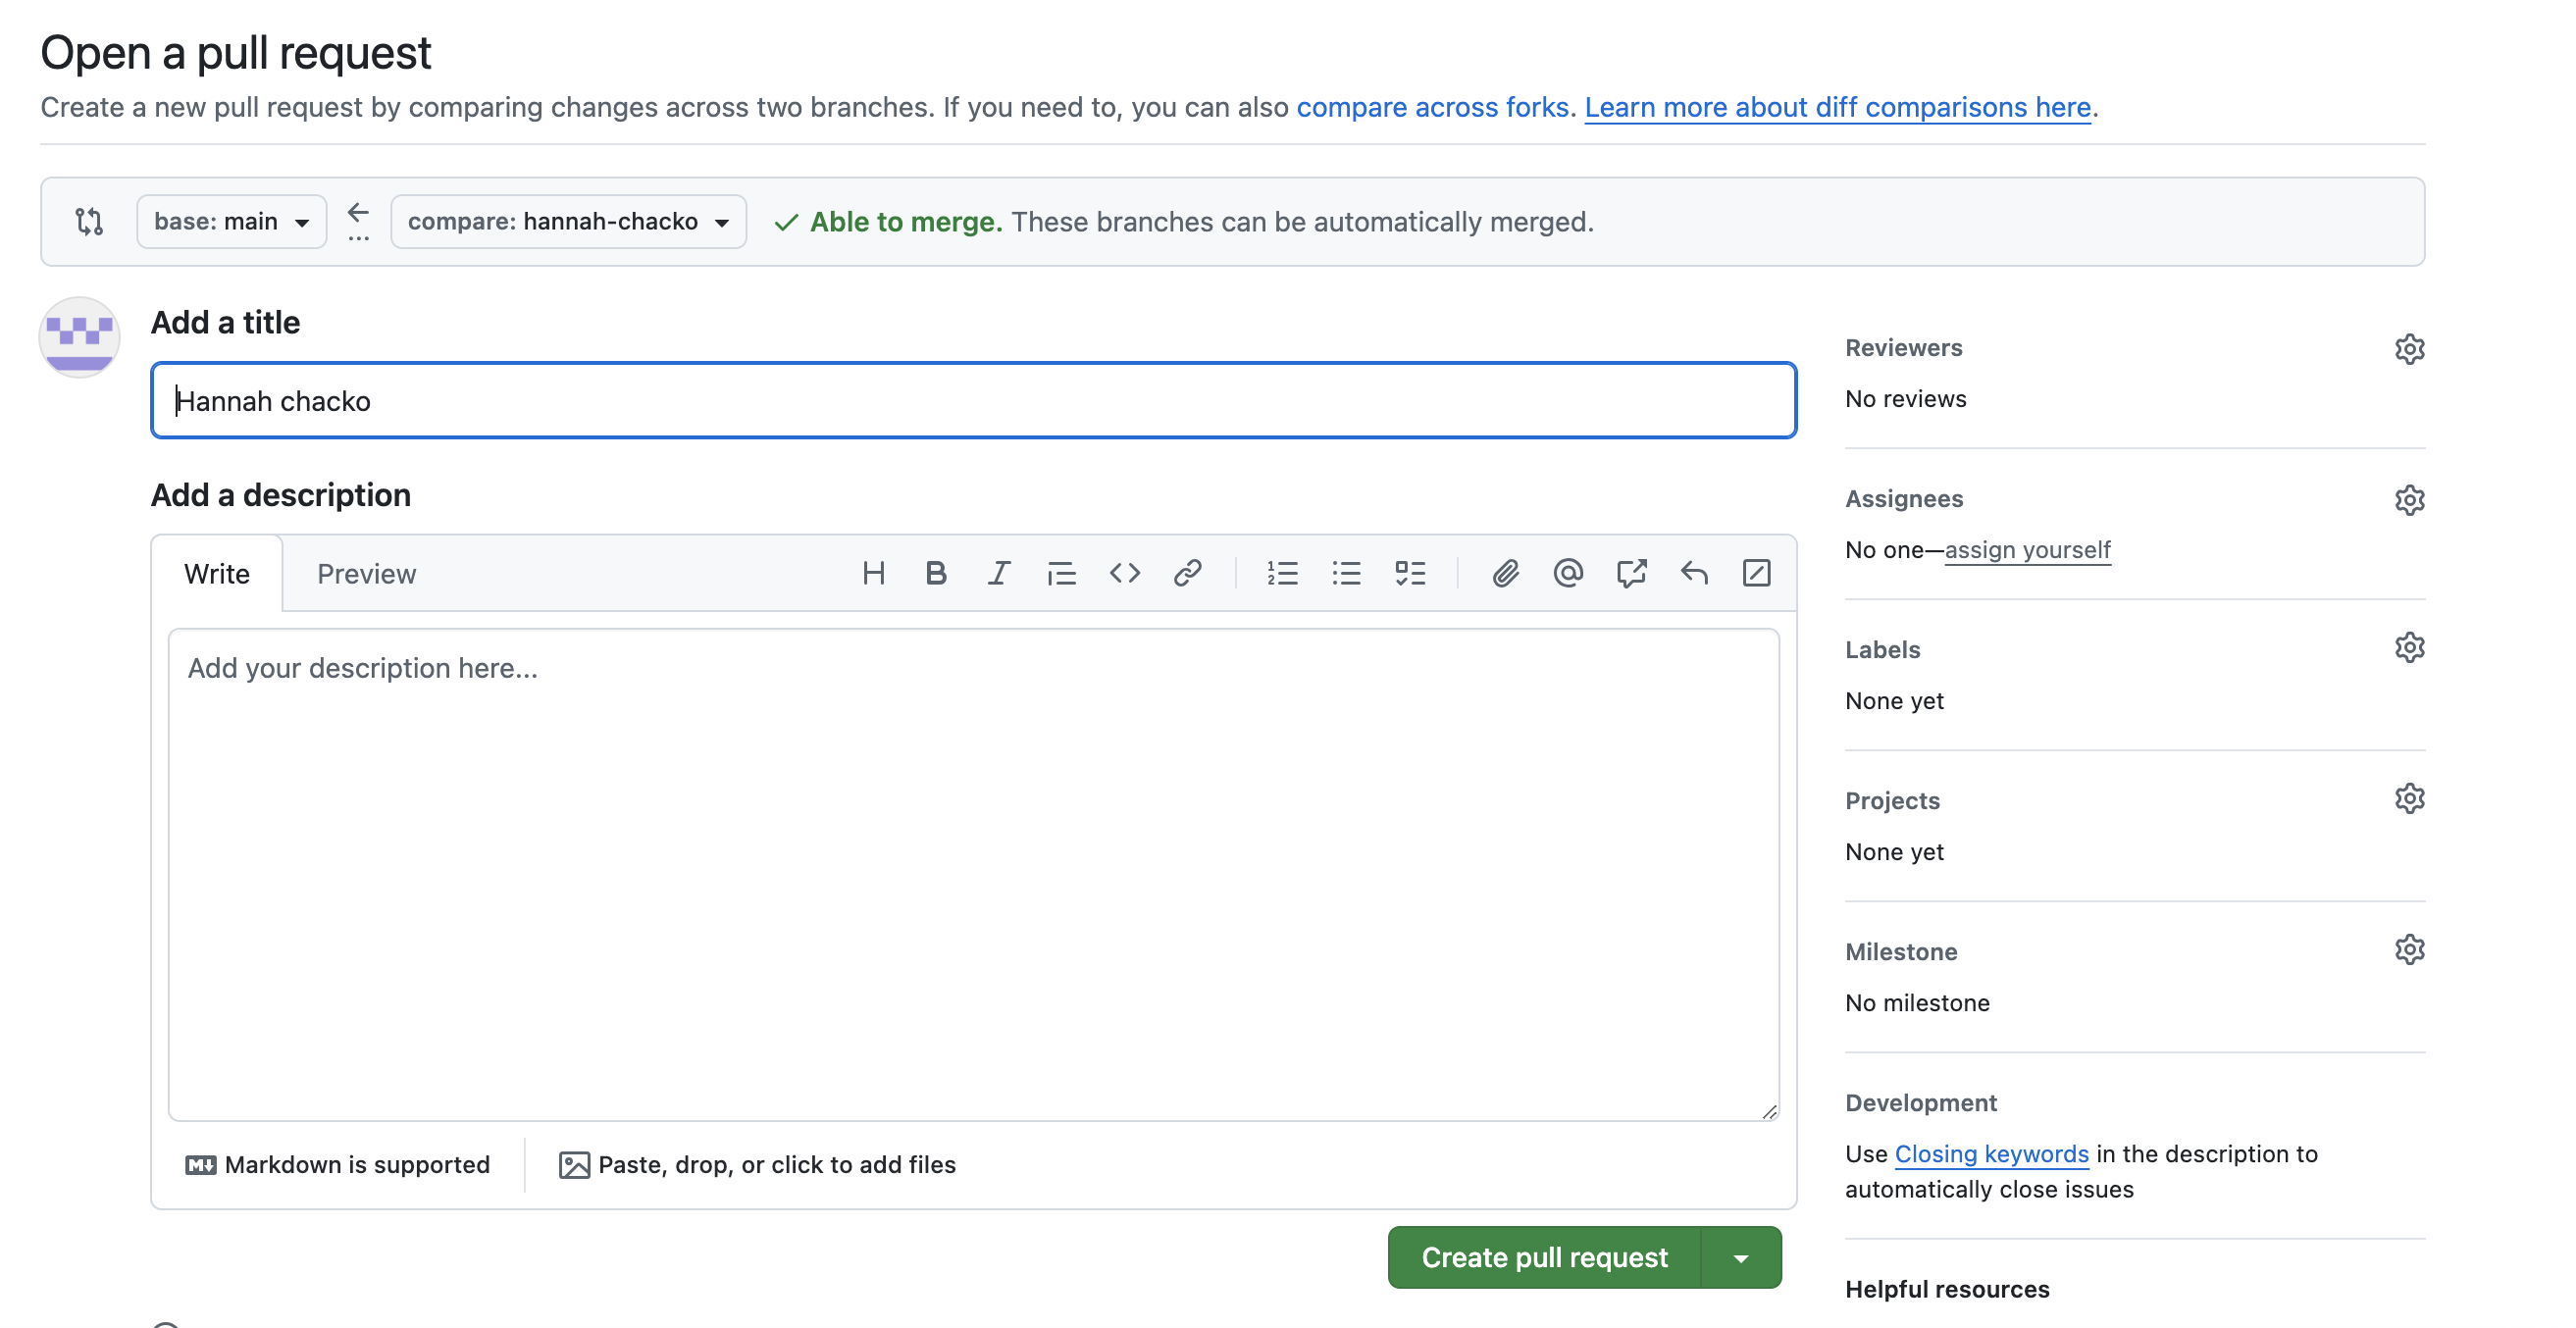 Open a pull request
Create a new pull request by comparing changes across two branches. If you need to, you can also compare across forks. Learn more about diff comparisons here.
base: main
compare: hannah-chacko
Able to merge. These branches can be automatically merged.
Add a title
Hannah chacko
Add a description
Write
Preview
Add your description here...
Markdown is supported
Paste, drop, or click to add files
Create pull request
Reviewers
No reviews
Assignees
No one—assign yourself
Labels
None yet
Projects
None yet
Milestone
No milestone
Development
Use Closing keywords in the description to
automatically close issues
Helpful resources